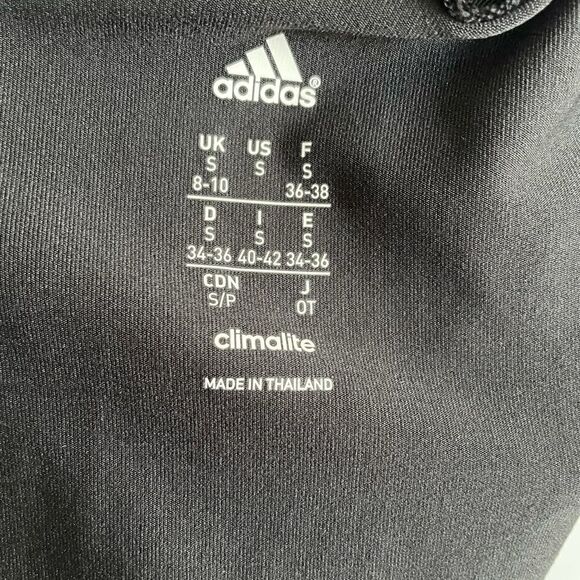 adidas®
UK US F
S S S
8-10 36-38
D I E
S S S
34-36 40-42 34-36
CDN J
S/P OT
climalite
MADE IN THAILAND